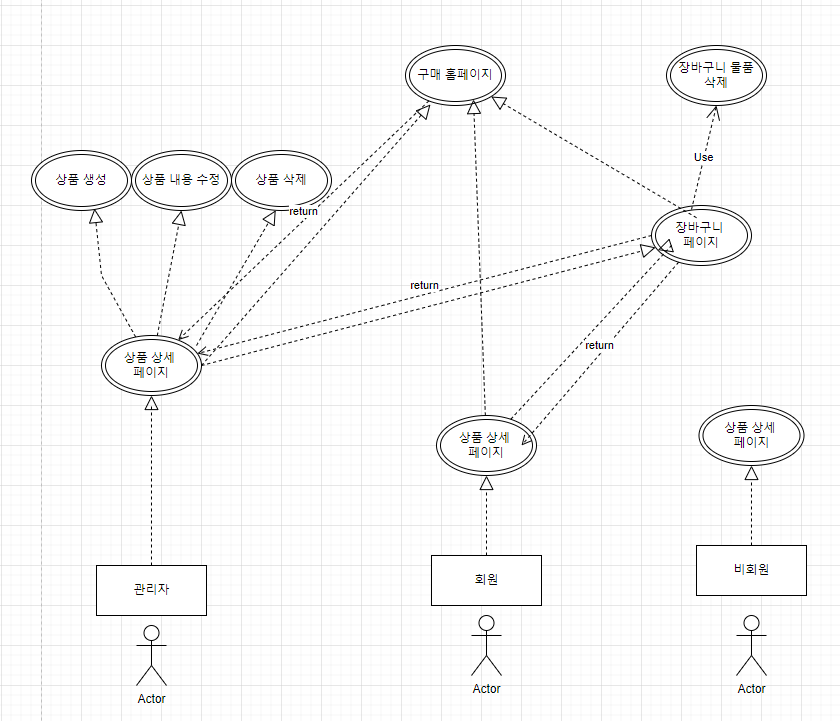 구매 홈페이지
장바구니 물품
삭제
Use
상품 생성
상품 내용 수정
상품 삭제
return
장바구니
페이지
return
return
상품 상세
페이지
상품 상세
페이지
상품 상세
페이지
관리자
회원
비회원
Actor
Actor
Actor